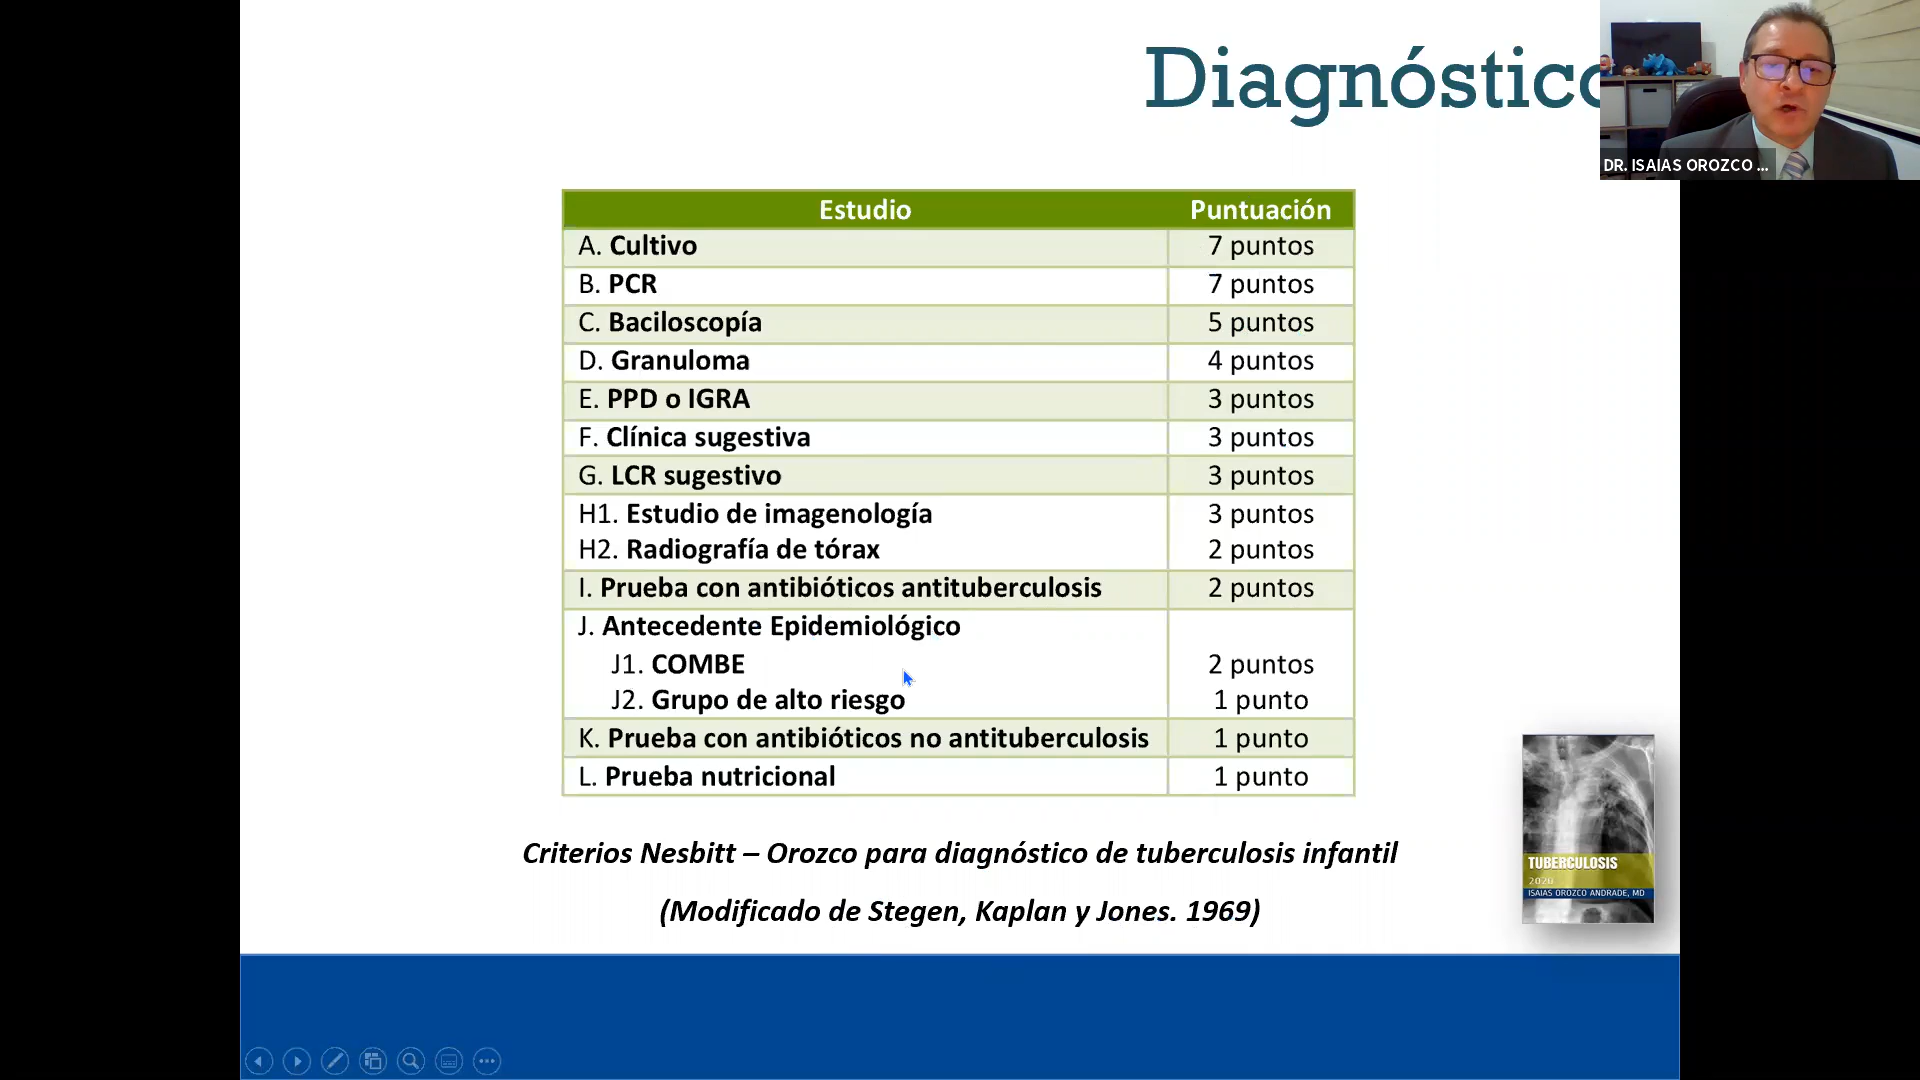 Diagnóstico
DR. ISAIAS OROZCO ...
Estudio Puntuación
A. Cultivo 7 puntos
B. PCR 7 puntos
C. Baciloscopía 5 puntos
D. Granuloma 4 puntos
E. PPD o IGRA 3 puntos
F. Clínica sugestiva 3 puntos
G. LCR sugestivo 3 puntos
H1. Estudio de imagenología 3 puntos
H2. Radiografía de tórax 2 puntos
I. Prueba con antibióticos antituberculosis 2 puntos
J. Antecedente Epidemiológico
J1. COMBE 2 puntos
J2. Grupo de alto riesgo 1 punto
K. Prueba con antibióticos no antituberculosis 1 punto
L. Prueba nutricional 1 punto
Criterios Nesbitt – Orozco para diagnóstico de tuberculosis infantil
(Modificado de Stegen, Kaplan y Jones. 1969)
TUBERCULOSIS
2020
ISAIAS OROZCO ANDRADE, MD